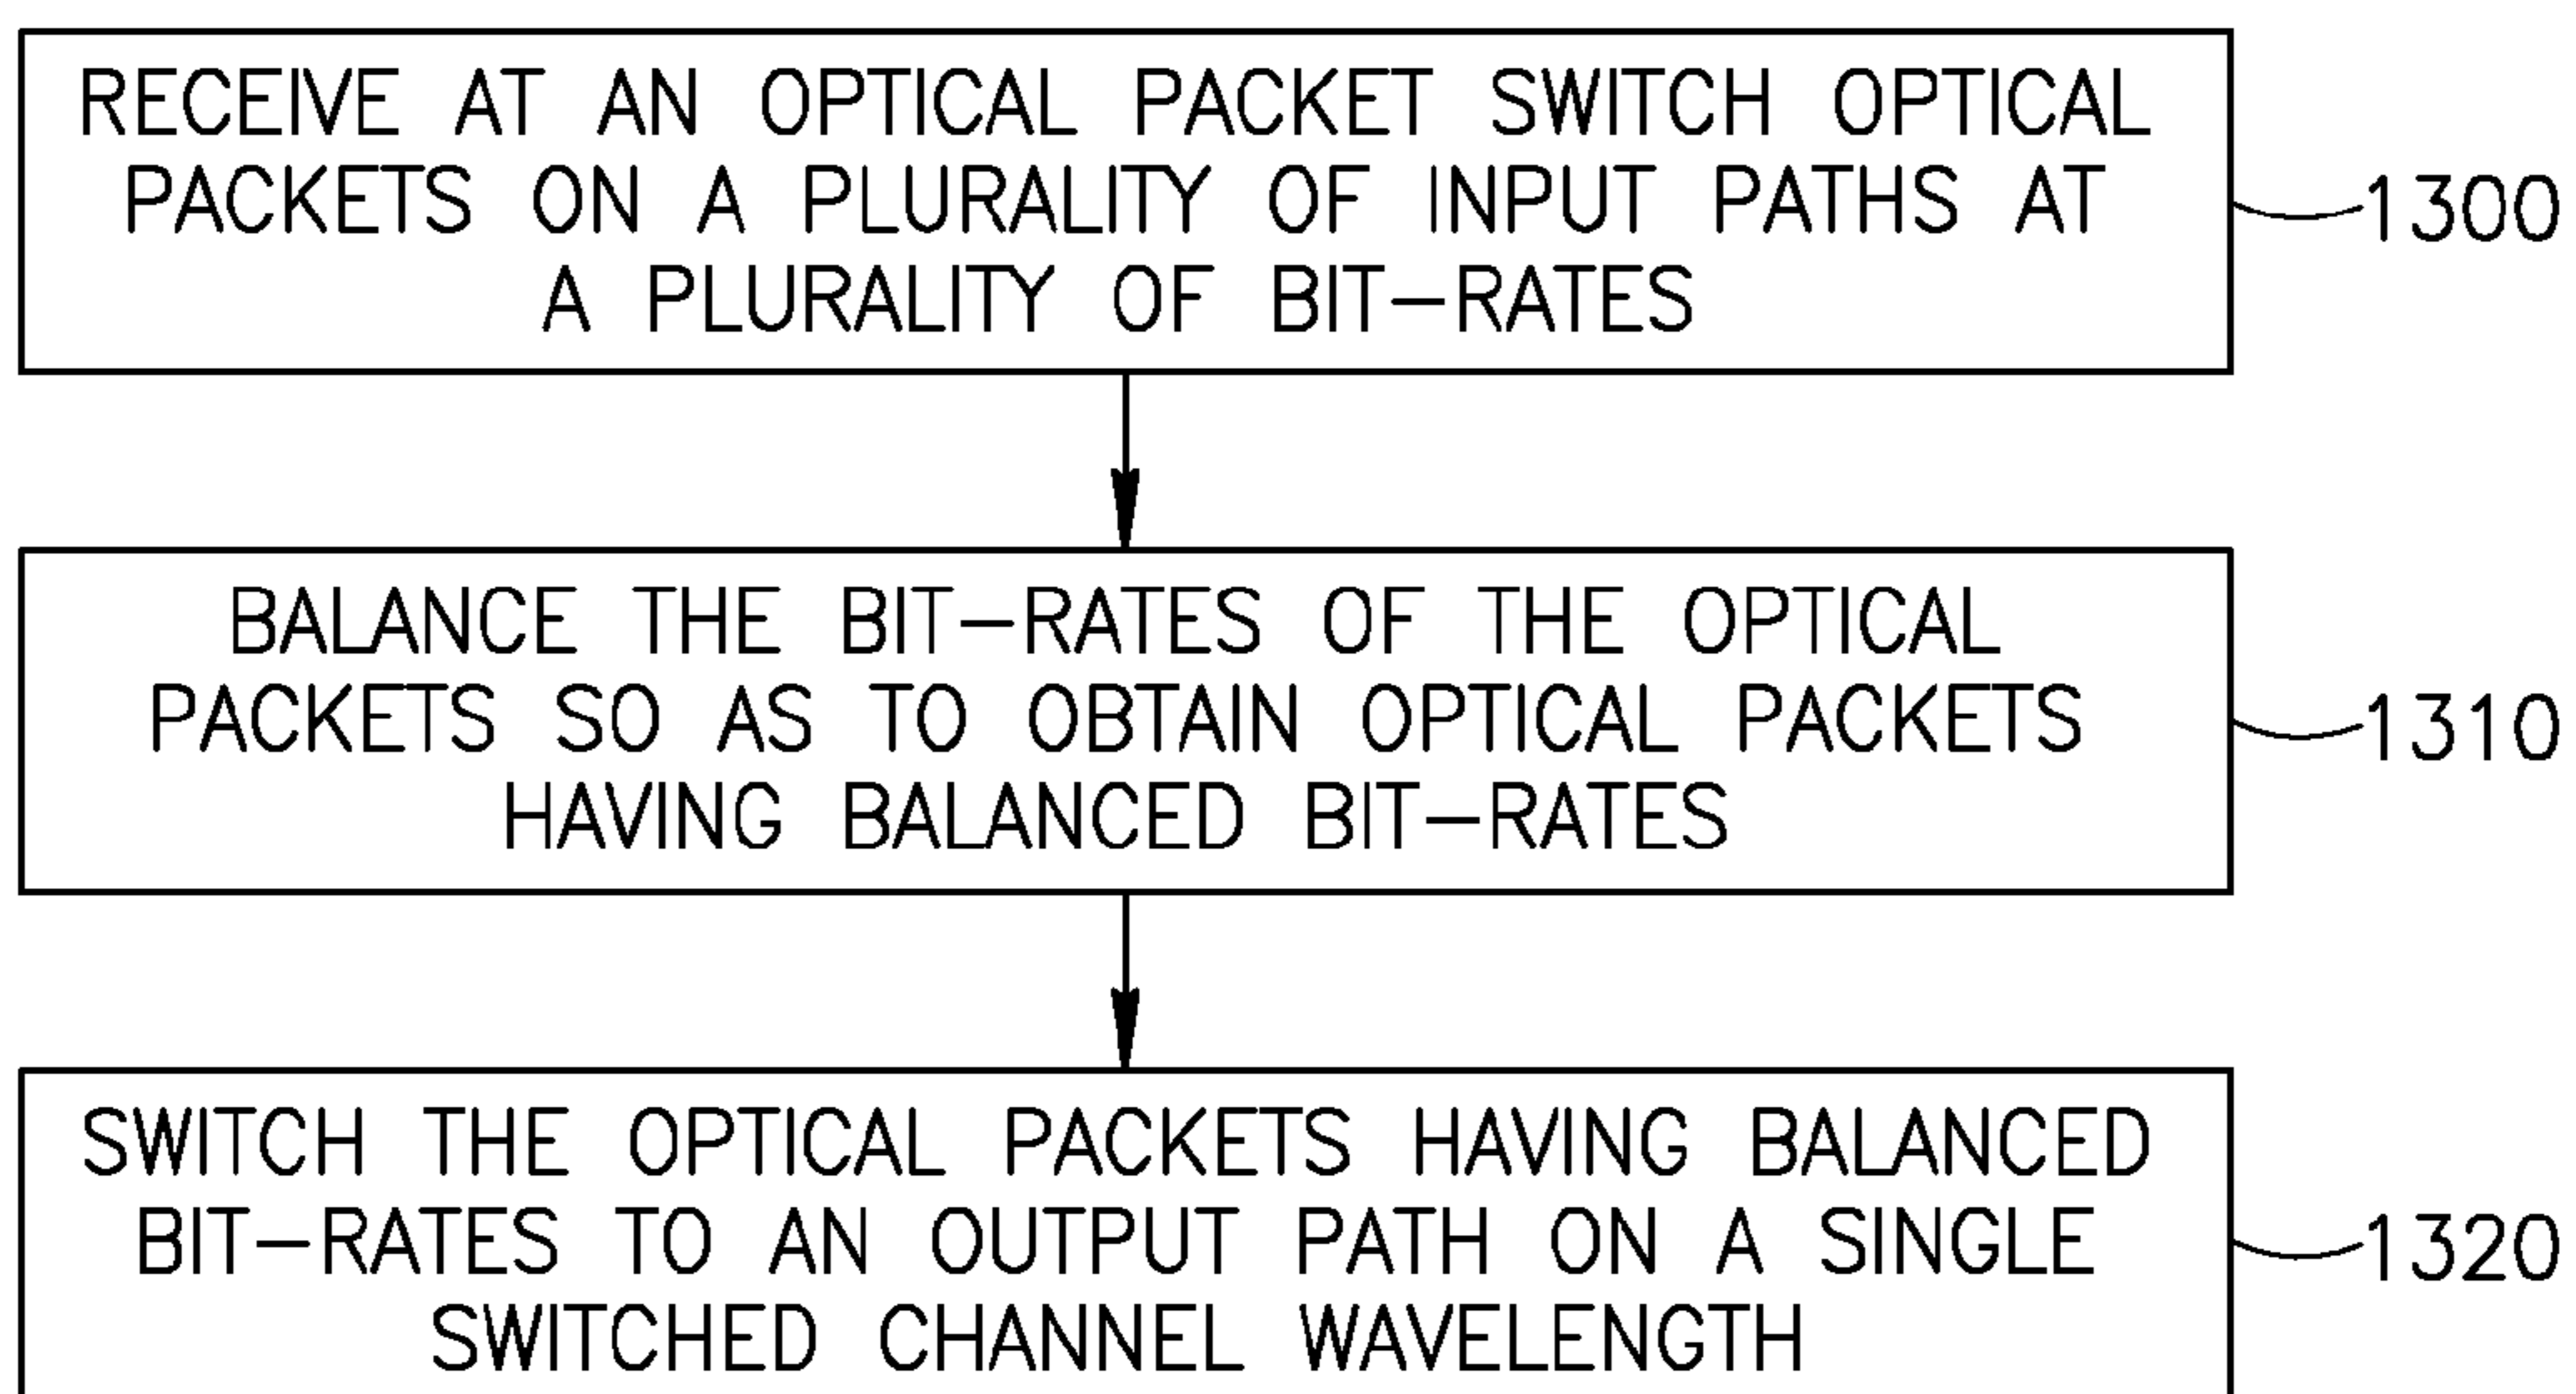 RECEIVE AT AN OPTICAL PACKET SWITCH OPTICAL
PACKETS ON A PLURALITY OF INPUT PATHS AT
A PLURALITY OF BIT-RATES
1300
BALANCE THE BIT-RATES OF THE OPTICAL
PACKETS SO AS TO OBTAIN OPTICAL PACKETS
HAVING BALANCED BIT-RATES
1310
SWITCH THE OPTICAL PACKETS HAVING BALANCED
BIT-RATES TO AN OUTPUT PATH ON A SINGLE
SWITCHED CHANNEL WAVELENGTH
1320